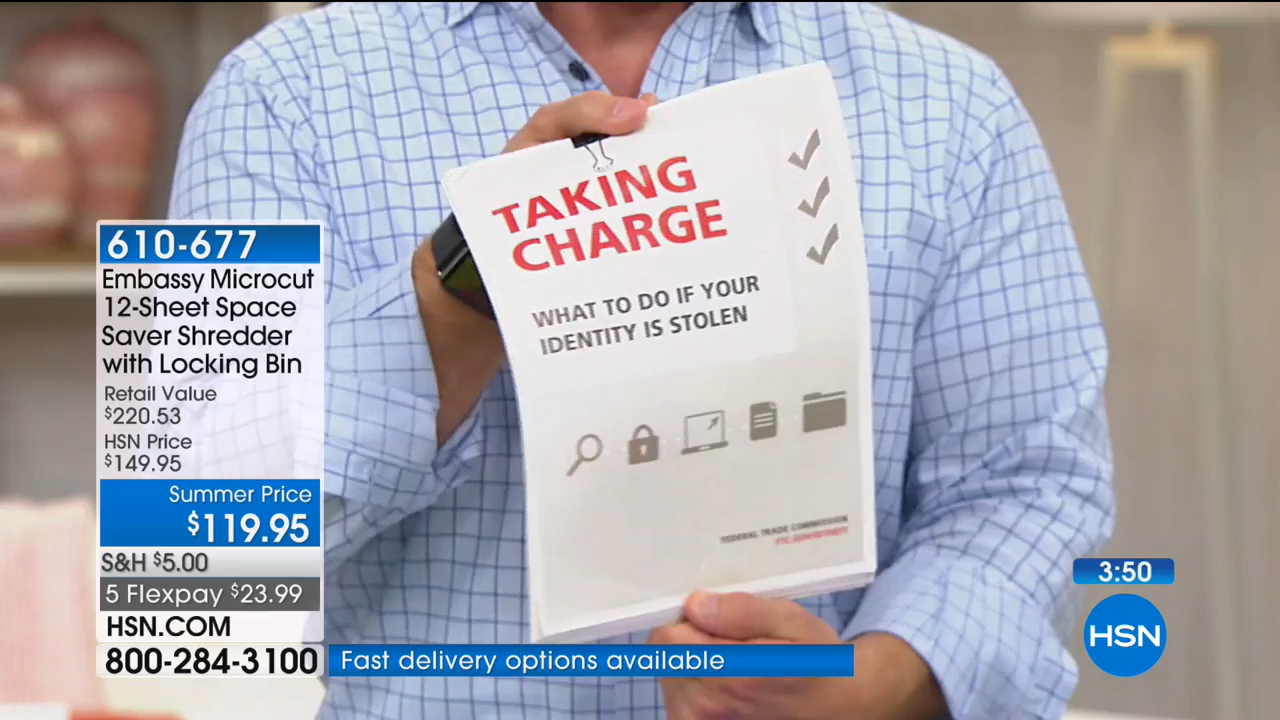 610-677
Embassy Microcut
12-Sheet Space
Saver Shredder
with Locking Bin
Retail Value
$220.53
HSN Price
$149.95
Summer Price
$119.95
S&H $5.00
5 Flexpay $23.99
HSN.COM
800-284-3100
Fast delivery options available
TAKING
CHARGE
WHAT TO DO IF YOUR
IDENTITY IS STOLEN
FEDERAL TRADE COMMISSION
3:50
HSN